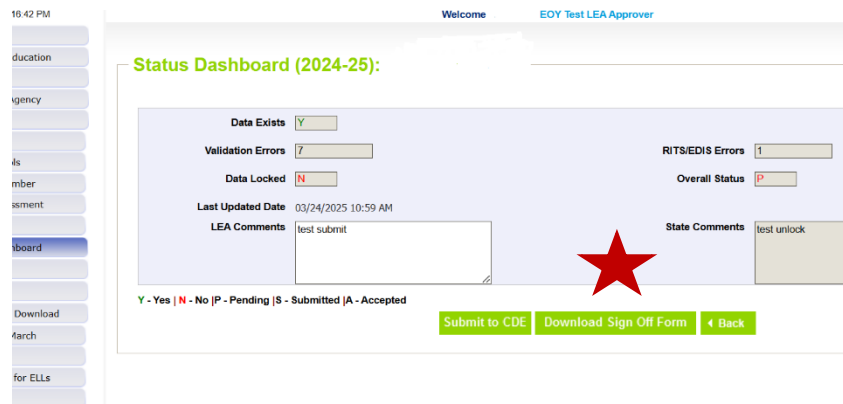 16:42 PM
Welcome EOY Test LEA Approver
ducation
Status Dashboard (2024-25):
gency
Data Exists Y
Validation Errors 7 RITS/EDIS Errors 1
ls
Data Locked N Overall Status P
mber
ssment
Last Updated Date 03/24/2025 10:59 AM
LEA Comments test submit State Comments test unlock
hboard
Y - Yes | N - No |P - Pending |S - Submitted |A - Accepted
Download
Submit to CDE Download Sign Off Form Back
March
for ELLs